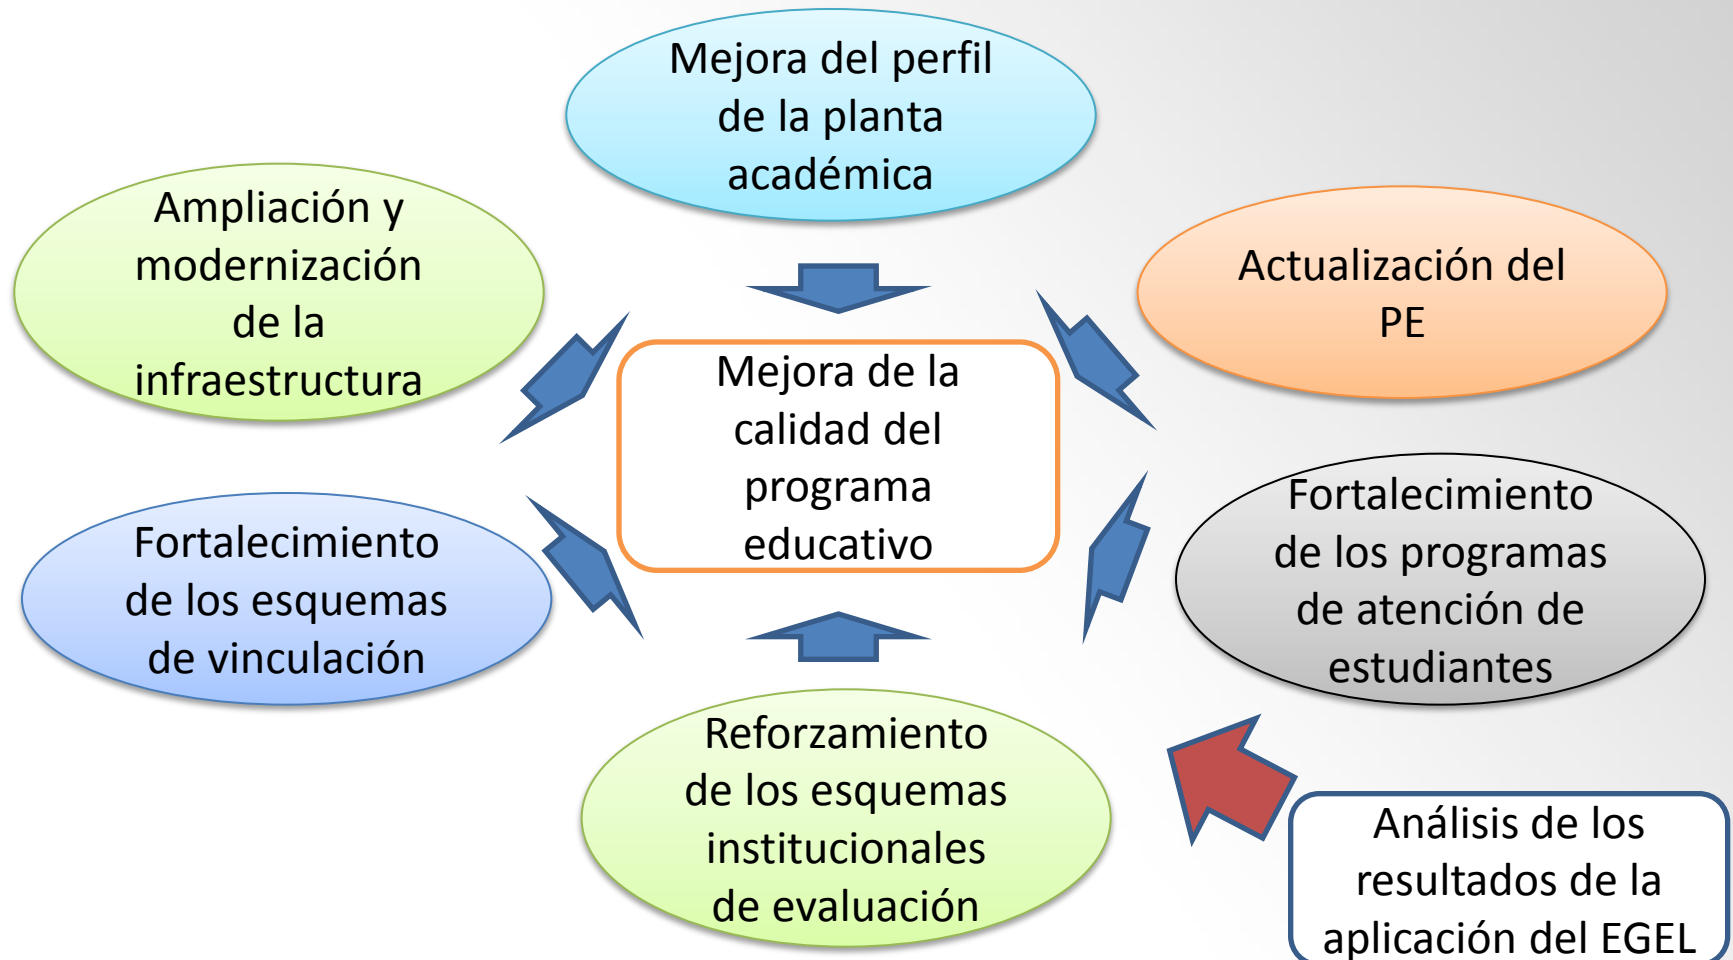 Mejora del perfil
de la planta
académica
Ampliación y
modernización
de la
infraestructura
Actualización del
PE
Mejora de la
calidad del
programa
educativo
Fortalecimiento
de los esquemas
de vinculación
Fortalecimiento
de los programas
de atención de
estudiantes
Reforzamiento
de los esquemas
institucionales
de evaluación
Análisis de los
resultados de la
aplicación del EGEL